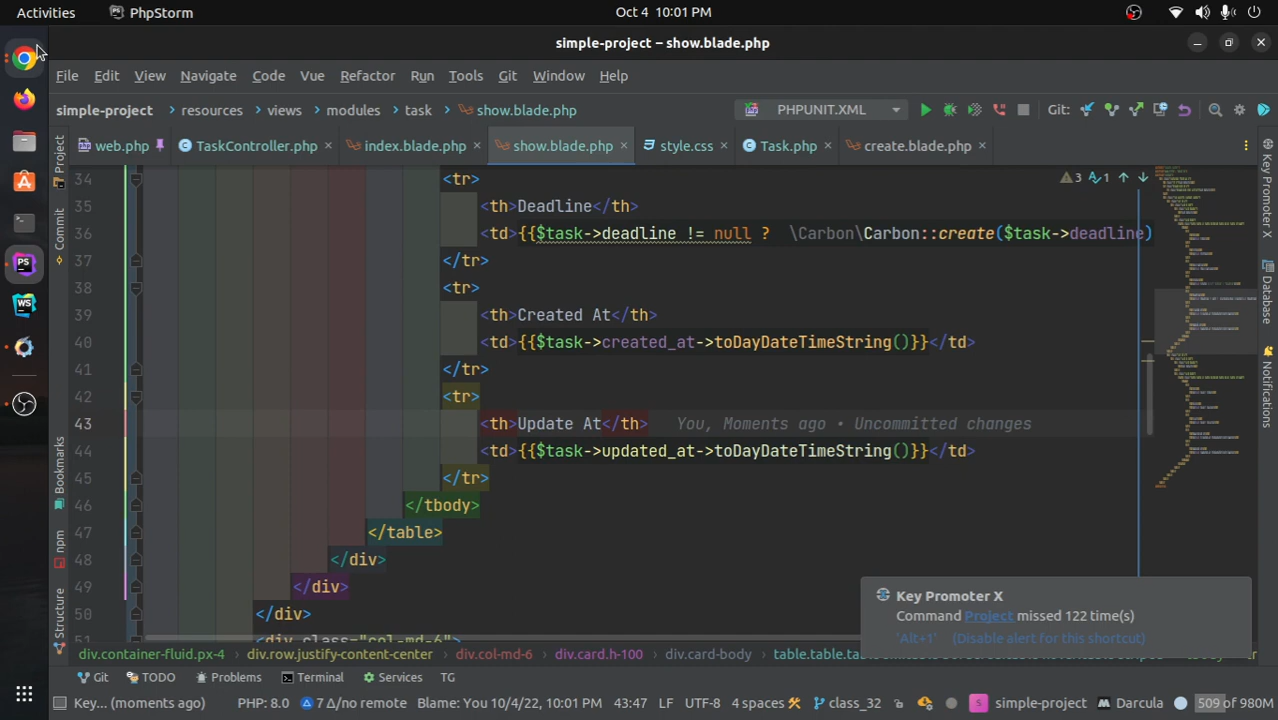 Activities PhpStorm Oct 4 10:01 PM
simple-project – show.blade.php
File Edit View Navigate Code Vue Refactor Run Tools Git Window Help
simple-project resources views modules task show.blade.php PHPUNIT.XML Git:
web.php TaskController.php index.blade.php show.blade.php style.css Task.php create.blade.php
Project
Commit
Bookmarks
npm
Structure
34 <tr>
35 <th>Deadline</th>
36 <td>{{$task->deadline != null ? \Carbon\Carbon::create($task->deadline)
37 </tr>
38 <tr>
39 <th>Created At</th>
40 <td>{{$task->created_at->toDayDateTimeString()}}</td>
41 </tr>
42 <tr>
43 <th>Update At</th> You, Moments ago • Uncommitted changes
44 <td>{{$task->updated_at->toDayDateTimeString()}}</td>
45 </tr>
46 </tbody>
47 </table>
48 </div>
49 </div>
50 </div>
51 <div class="col-md-6">
3 1
Key Promoter X
Database
Notifications
Key Promoter X
Command Project missed 122 time(s)
'Alt+1' (Disable alert for this shortcut)
div.container-fluid.px-4 div.row.justify-content-center div.col-md-6 div.card.h-100 div.card-body
Git TODO Problems Terminal Services TG
Key... (moments ago) PHP: 8.0 7 Δ/no remote Blame: You 10/4/22, 10:01 PM 43:47 LF UTF-8 4 spaces class_32 S simple-project Darcula 509 of 980M